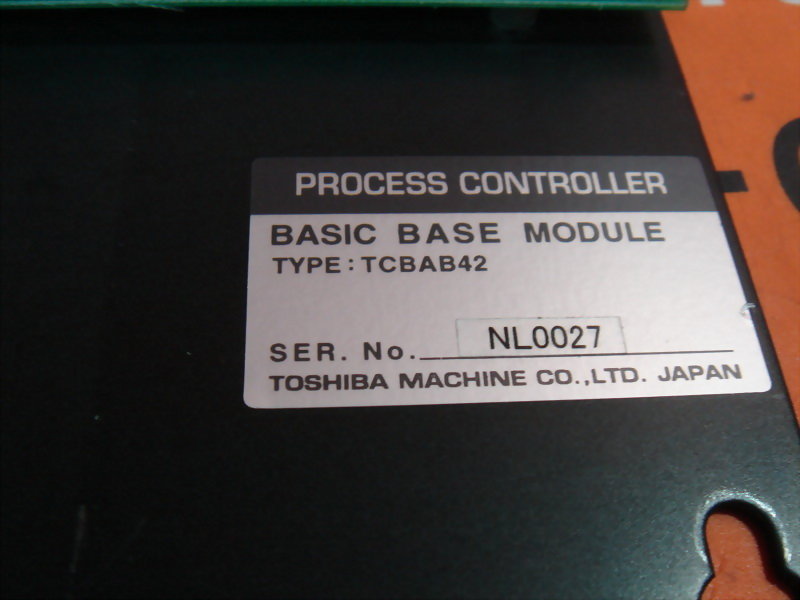 PROCESS CONTROLLER
BASIC BASE MODULE
TYPE : TCBAB42
SER. No. NL0027
TOSHIBA MACHINE CO.,LTD. JAPAN